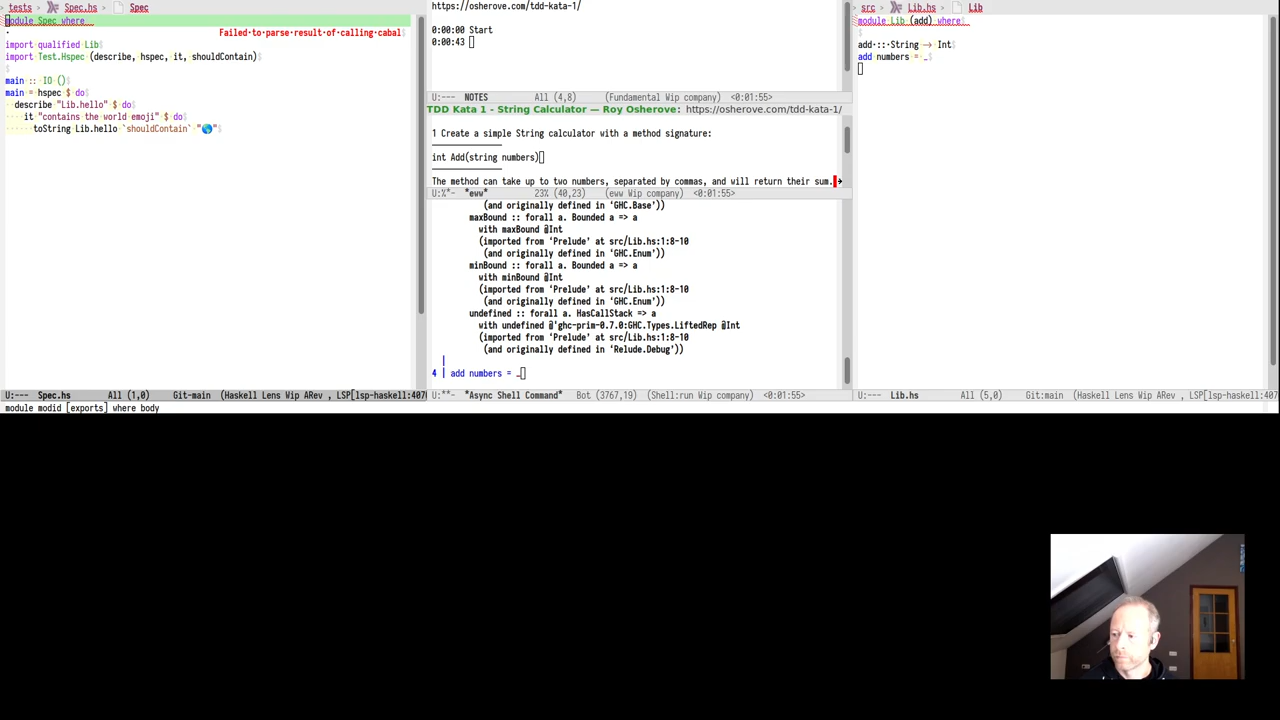 tests › Spec.hs › Spec
module Spec where
Failed·to·parse·result·of·calling·cabal
import qualified Lib
import Test.Hspec (describe, hspec, it, shouldContain)
main :: IO ()
main = hspec $ do
describe "Lib.hello" $ do
it "contains the world emoji" $ do
toString Lib.hello `shouldContain` "🌎"
U:--- Spec.hs All (1,0) Git-main (Haskell Lens Wip ARev , LSP[lsp-haskell:407
module modid [exports] where body
https://osherove.com/tdd-kata-1/
0:00:00 Start
0:00:43
U:--- NOTES All (4,8) (Fundamental Wip company) <0:01:55>
TDD Kata 1 - String Calculator — Roy Osherove: https://osherove.com/tdd-kata-1/
1 Create a simple String calculator with a method signature:
int Add(string numbers)
The method can take up to two numbers, separated by commas, and will return their sum.
U:%*- *eww* 23% (40,23) (eww Wip company) <0:01:55>
(and originally defined in ‘GHC.Base’))
maxBound :: forall a. Bounded a => a
with maxBound @Int
(imported from ‘Prelude’ at src/Lib.hs:1:8-10
(and originally defined in ‘GHC.Enum’))
minBound :: forall a. Bounded a => a
with minBound @Int
(imported from ‘Prelude’ at src/Lib.hs:1:8-10
(and originally defined in ‘GHC.Enum’))
undefined :: forall a. HasCallStack => a
with undefined @'ghc-prim-0.7.0:GHC.Types.LiftedRep @Int
(imported from ‘Prelude’ at src/Lib.hs:1:8-10
(and originally defined in ‘Relude.Debug’))
|
4 | add numbers = _
U:**- *Async Shell Command* Bot (3767,19) (Shell:run Wip company) <0:01:55>
src › Lib.hs › Lib
module Lib (add) where
add :: String → Int
add numbers = _
U:--- Lib.hs All (5,0) Git:main (Haskell Lens Wip ARev , LSP[lsp-haskell:407